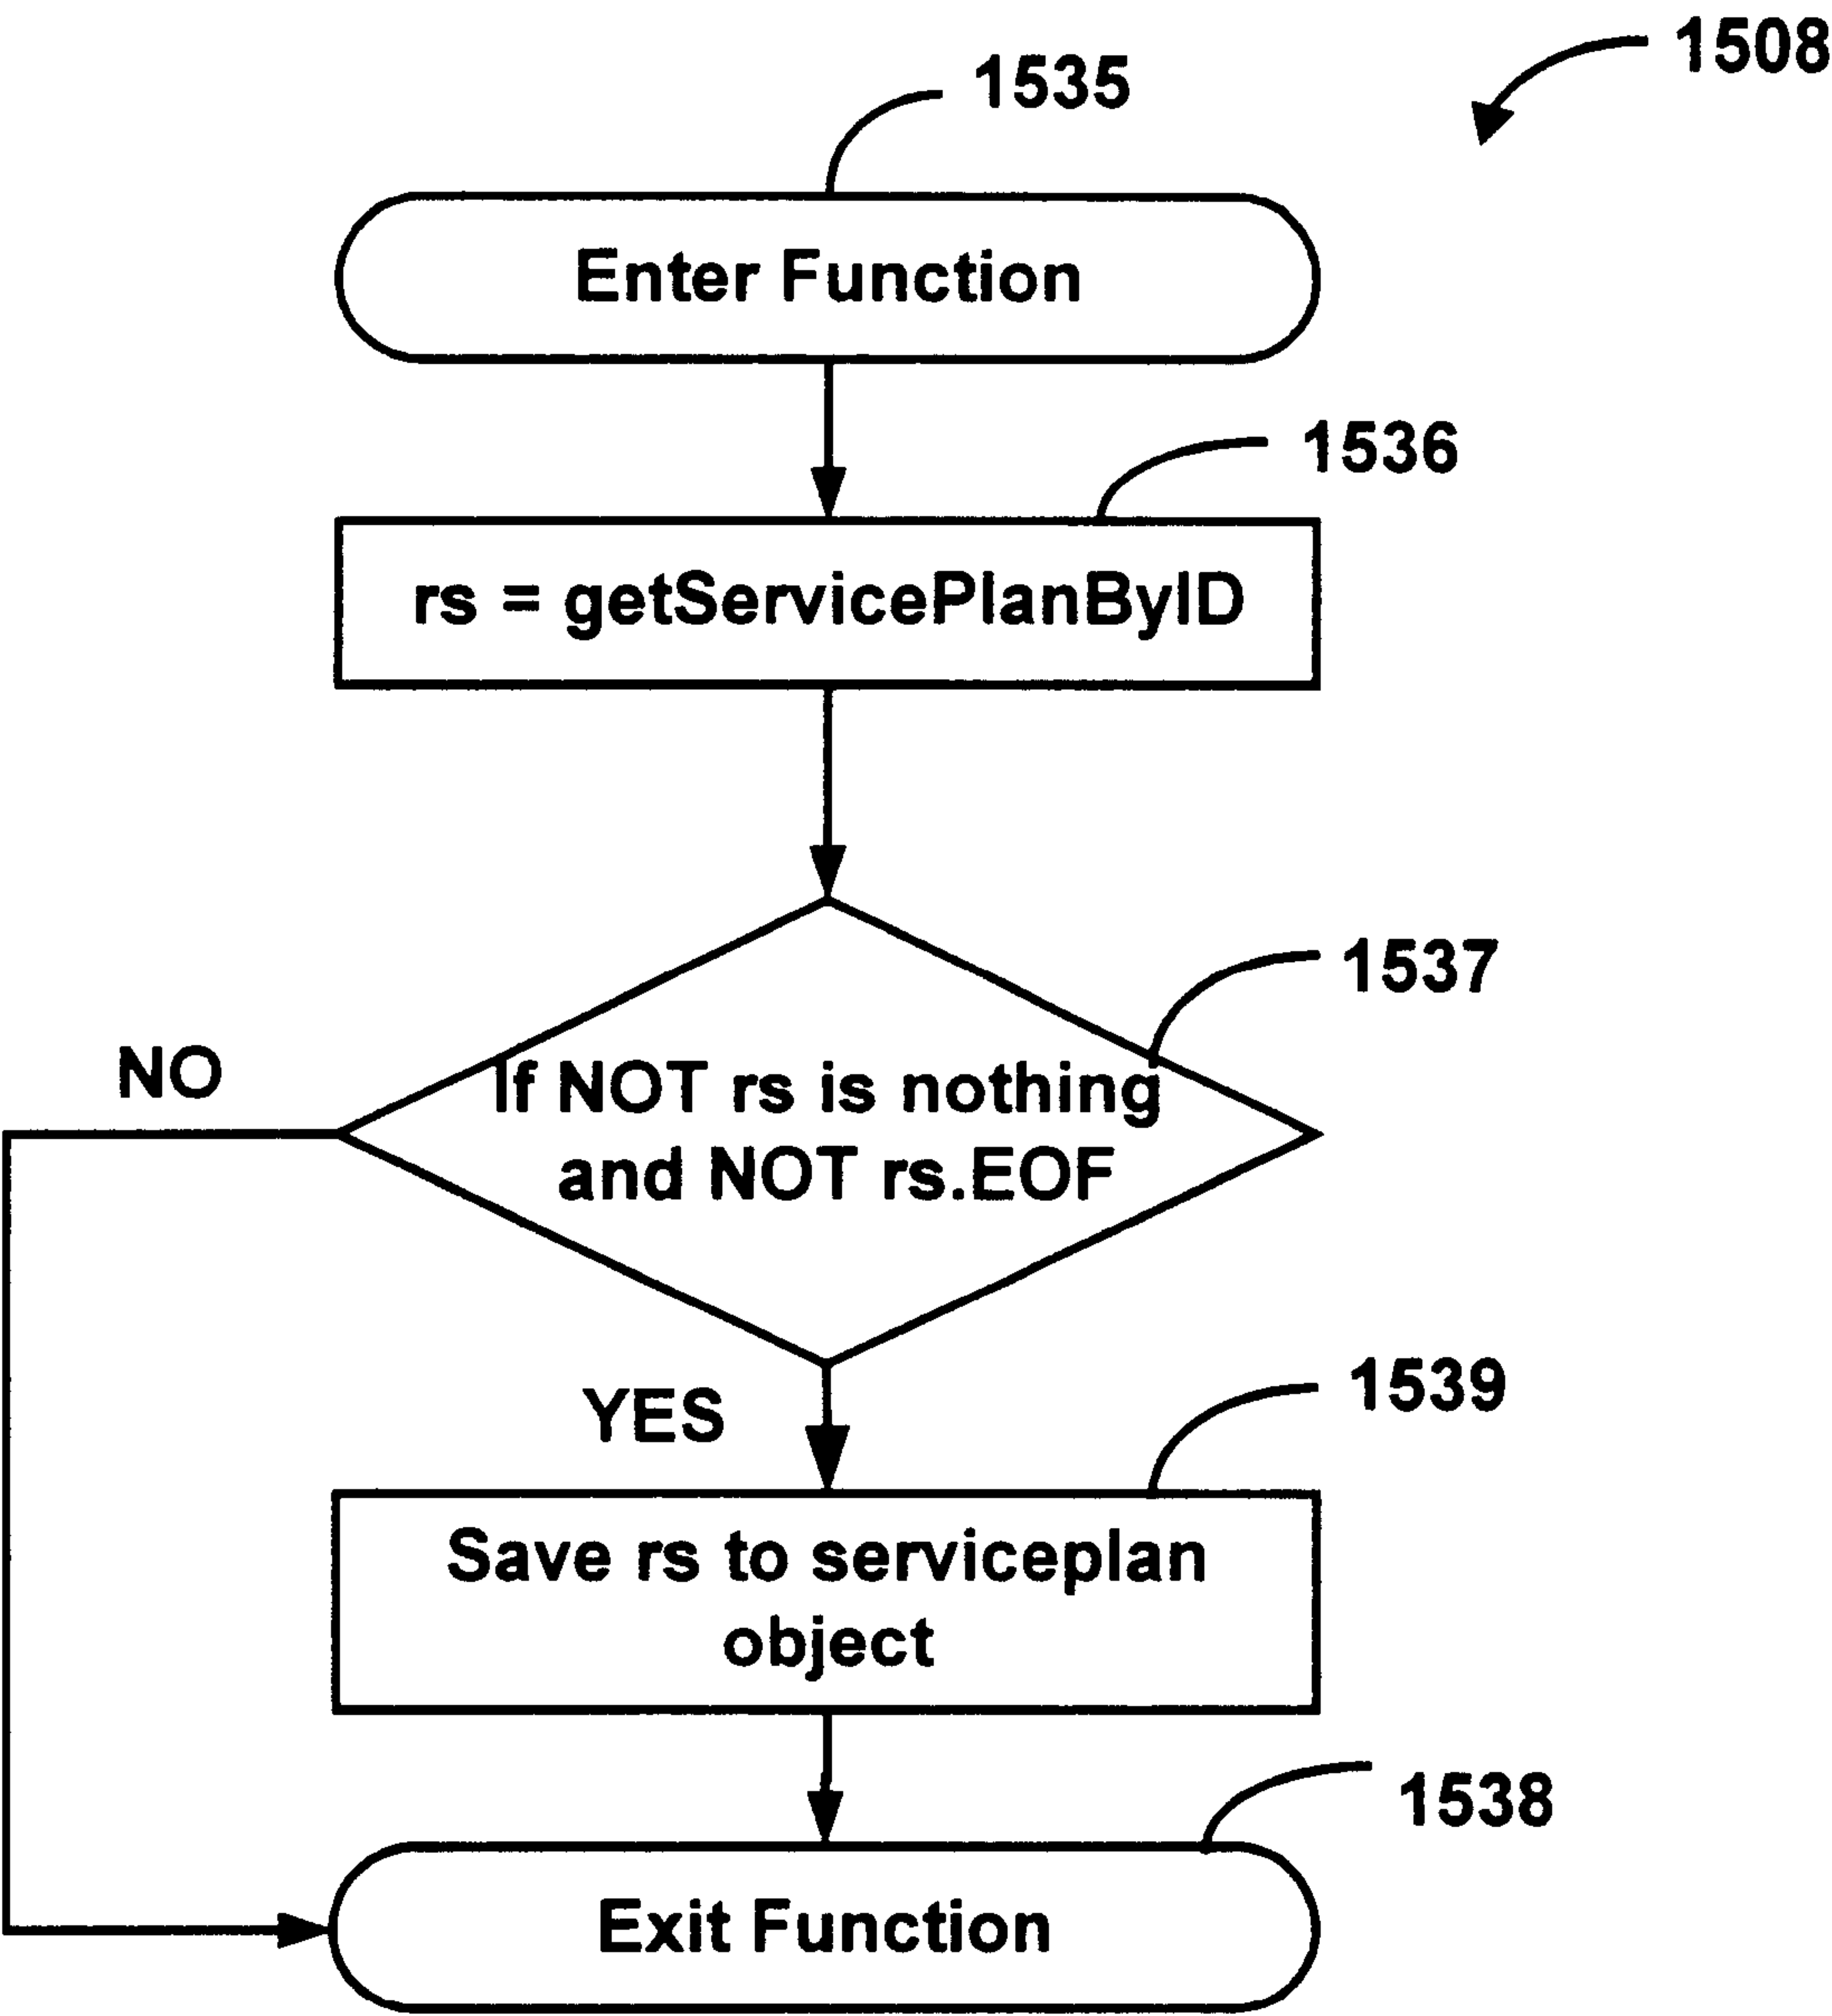 1508
1535
Enter Function
1536
rs = getServicePlanByID
1537
NO
If NOT rs is nothing
and NOT rs.EOF
YES
1539
Save rs to serviceplan
object
1538
Exit Function